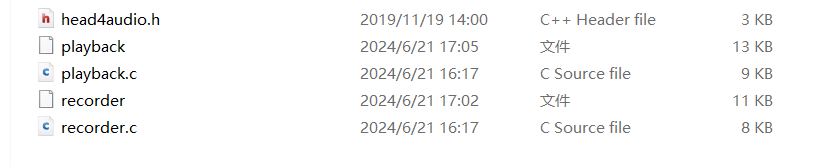 head4audio.h 2019/11/19 14:00 C++ Header file 3 KB
playback 2024/6/21 17:05 文件 13 KB
playback.c 2024/6/21 16:17 C Source file 9 KB
recorder 2024/6/21 17:02 文件 11 KB
recorder.c 2024/6/21 16:17 C Source file 8 KB